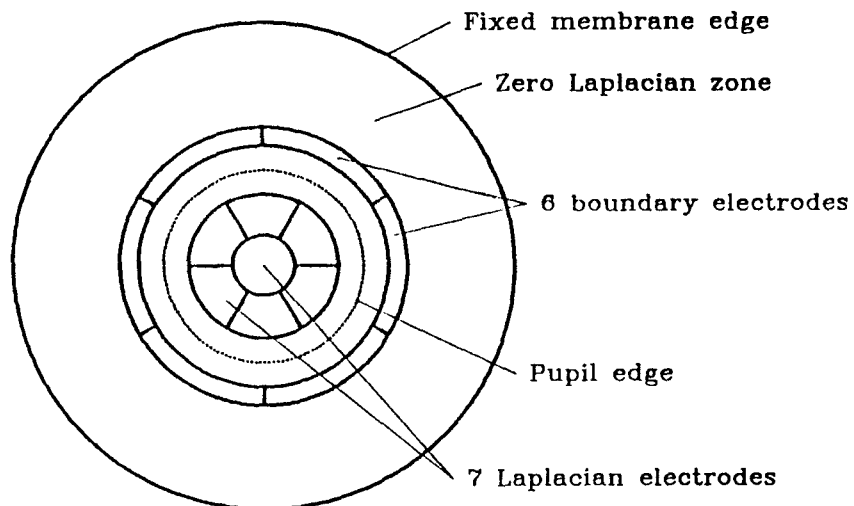 Fixed membrane edge
Zero Laplacian zone
6 boundary electrodes
Pupil edge
7 Laplacian electrodes